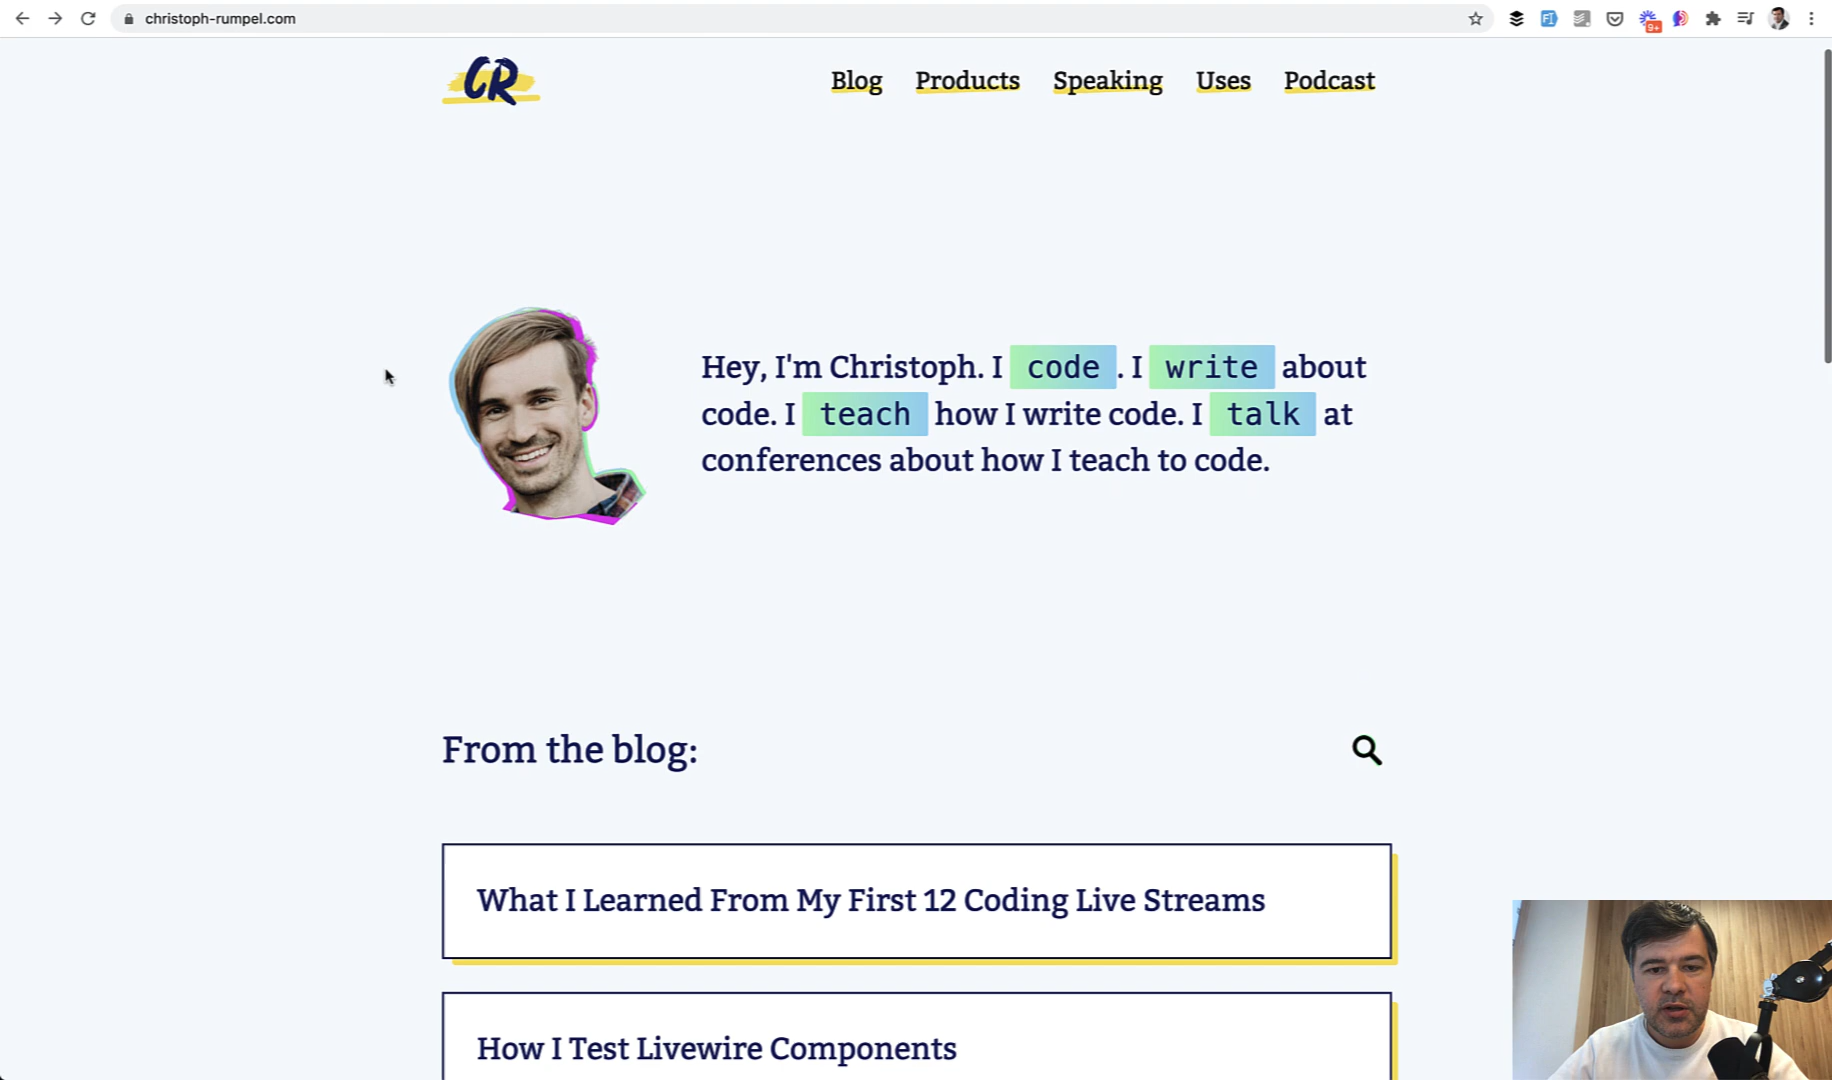 christoph-rumpel.com
9+
CR
Blog Products Speaking Uses Podcast
Hey, I'm Christoph. I code . I write about
code. I teach how I write code. I talk at
conferences about how I teach to code.
From the blog:
What I Learned From My First 12 Coding Live Streams
How I Test Livewire Components